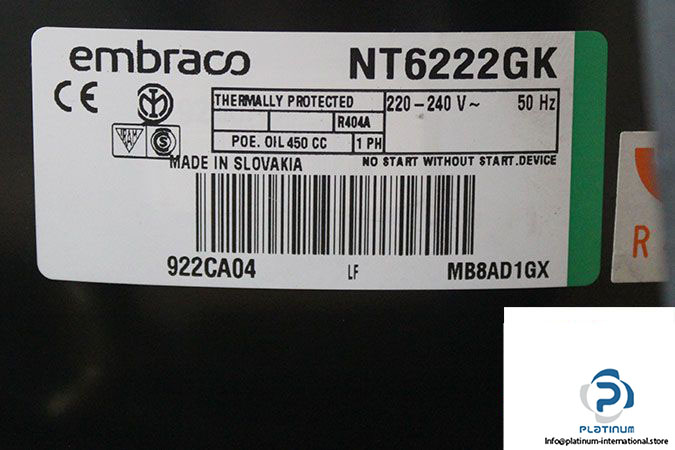 embraco NT6222GK
CE
THERMALLY PROTECTED 220-240 V~ 50 Hz
R404A
POE. OIL 450 CC 1 PH
MADE IN SLOVAKIA NO START WITHOUT START.DEVICE
922CA04 LF MB8AD1GX
R
PLATINUM
Info@platinum-international.store